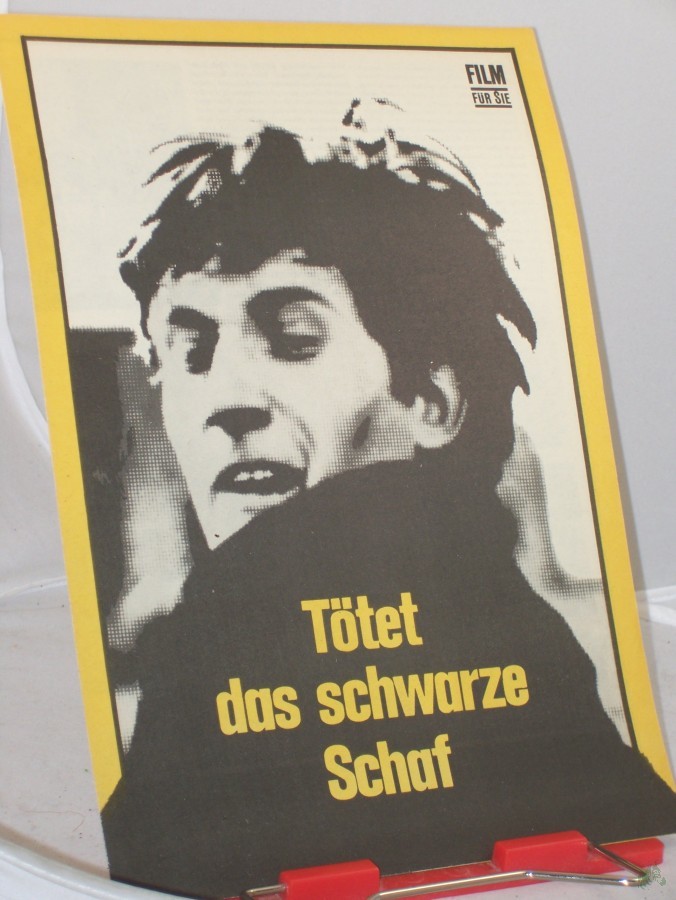 FILM
FÜR SIE
Tötet
das schwarze
Schaf